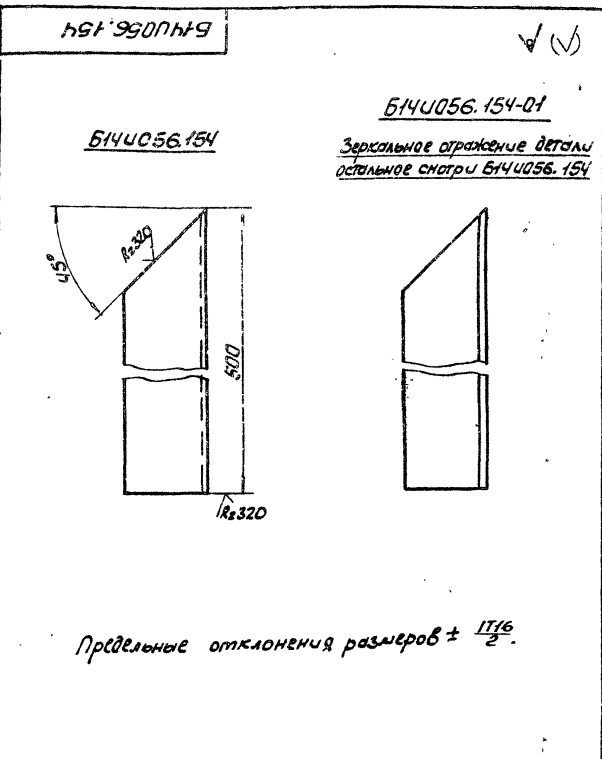 Б14И056.154
(√)
Б14И056.154-01
Зеркальное отражение детали
остальное смотри Б14И056.154
Б14И056.154
45°
Rz320
500
Rz320
Предельные отклонения размеров ± IT16/2.